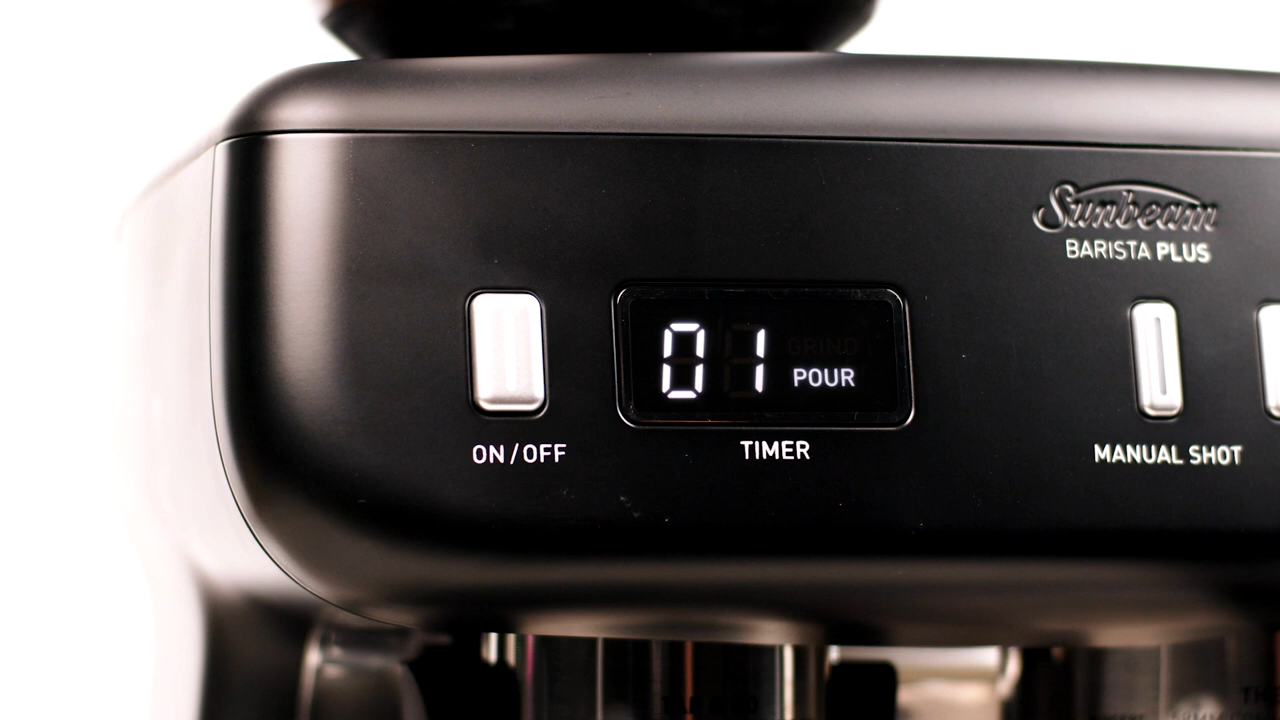 Sunbeam
BARISTA PLUS
01
GRIND
POUR
ON/OFF
TIMER
MANUAL SHOT